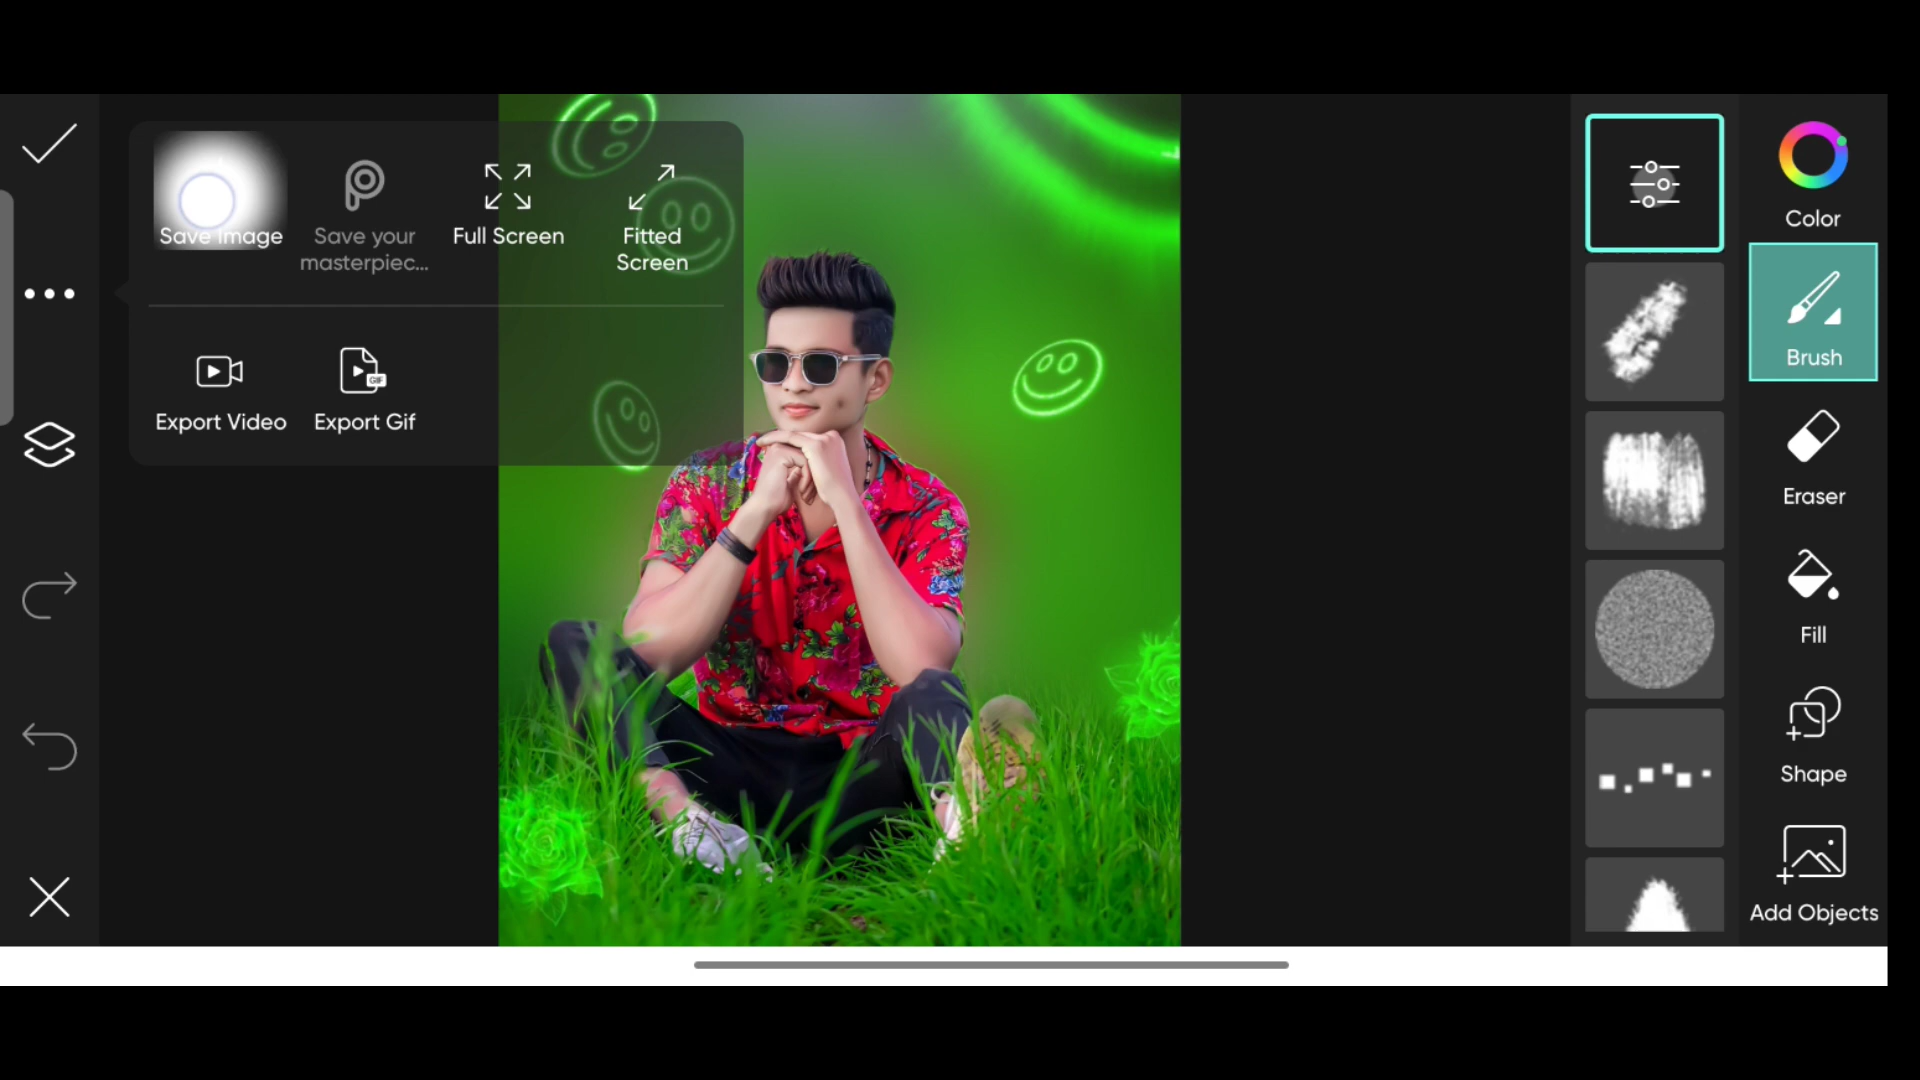 Save Image
Save your
masterpiec...
Full Screen
Fitted
Screen
Export Video
GIF
Export Gif
Color
Brush
Eraser
Fill
Shape
Add Objects